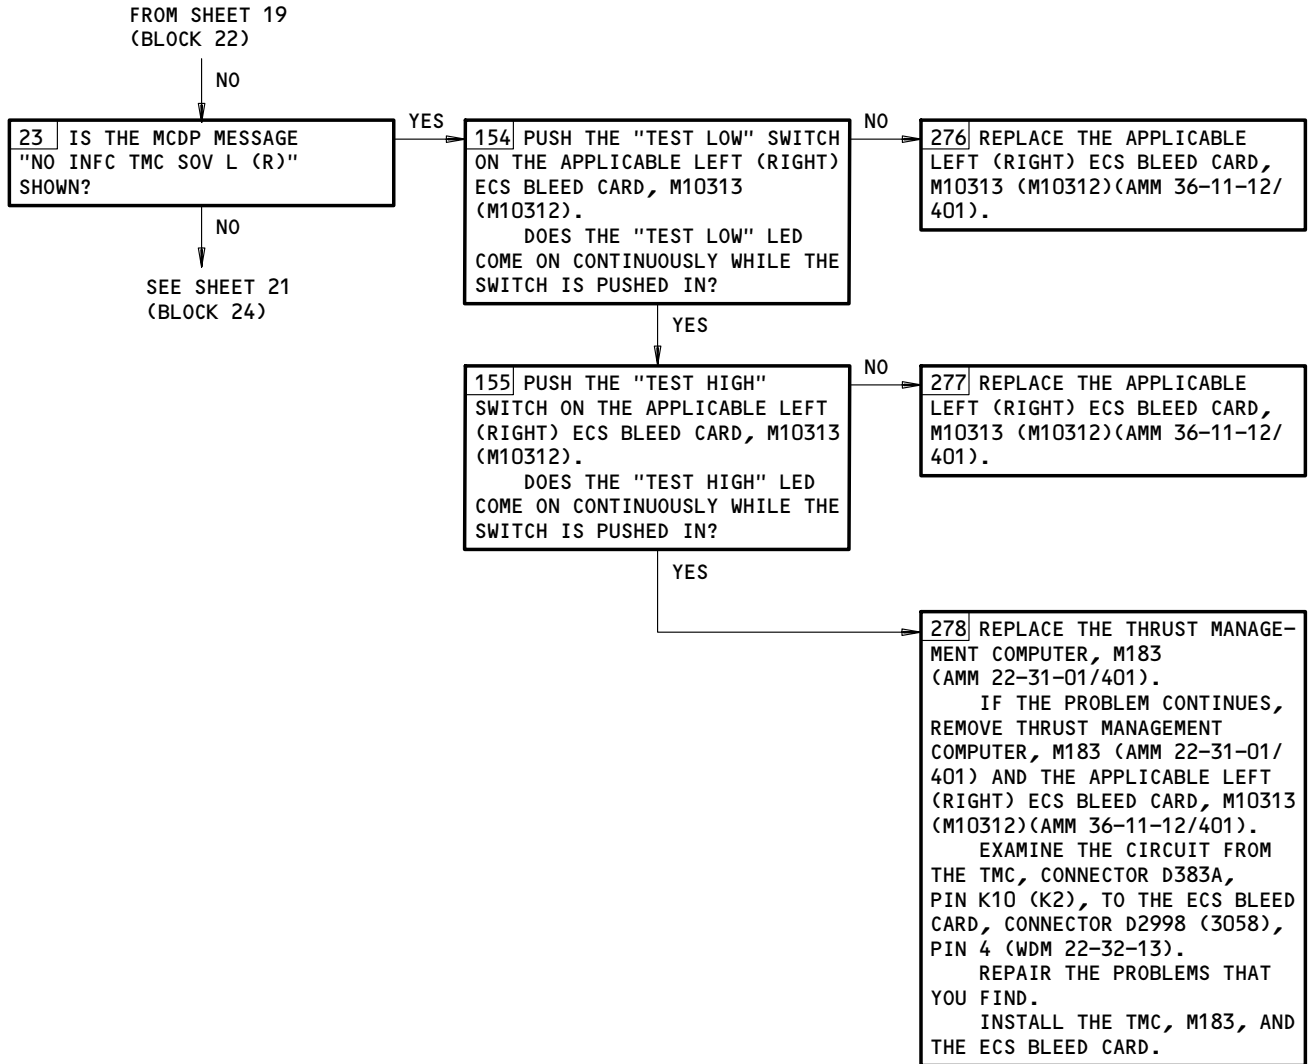 FROM SHEET 19
(BLOCK 22)
NO
23 IS THE MCDP MESSAGE
"NO INFC TMC SOV L (R)"
SHOWN?
YES
NO
SEE SHEET 21
(BLOCK 24)
154 PUSH THE "TEST LOW" SWITCH
ON THE APPLICABLE LEFT (RIGHT)
ECS BLEED CARD, M10313
(M10312).
DOES THE "TEST LOW" LED
COME ON CONTINUOUSLY WHILE THE
SWITCH IS PUSHED IN?
NO
276 REPLACE THE APPLICABLE
LEFT (RIGHT) ECS BLEED CARD,
M10313 (M10312)(AMM 36-11-12/
401).
YES
155 PUSH THE "TEST HIGH"
SWITCH ON THE APPLICABLE LEFT
(RIGHT) ECS BLEED CARD, M10313
(M10312).
DOES THE "TEST HIGH" LED
COME ON CONTINUOUSLY WHILE THE
SWITCH IS PUSHED IN?
NO
277 REPLACE THE APPLICABLE
LEFT (RIGHT) ECS BLEED CARD,
M10313 (M10312)(AMM 36-11-12/
401).
YES
278 REPLACE THE THRUST MANAGE-
MENT COMPUTER, M183
(AMM 22-31-01/401).
IF THE PROBLEM CONTINUES,
REMOVE THRUST MANAGEMENT
COMPUTER, M183 (AMM 22-31-01/
401) AND THE APPLICABLE LEFT
(RIGHT) ECS BLEED CARD, M10313
(M10312)(AMM 36-11-12/401).
EXAMINE THE CIRCUIT FROM
THE TMC, CONNECTOR D383A,
PIN K10 (K2), TO THE ECS BLEED
CARD, CONNECTOR D2998 (3058),
PIN 4 (WDM 22-32-13).
REPAIR THE PROBLEMS THAT
YOU FIND.
INSTALL THE TMC, M183, AND
THE ECS BLEED CARD.